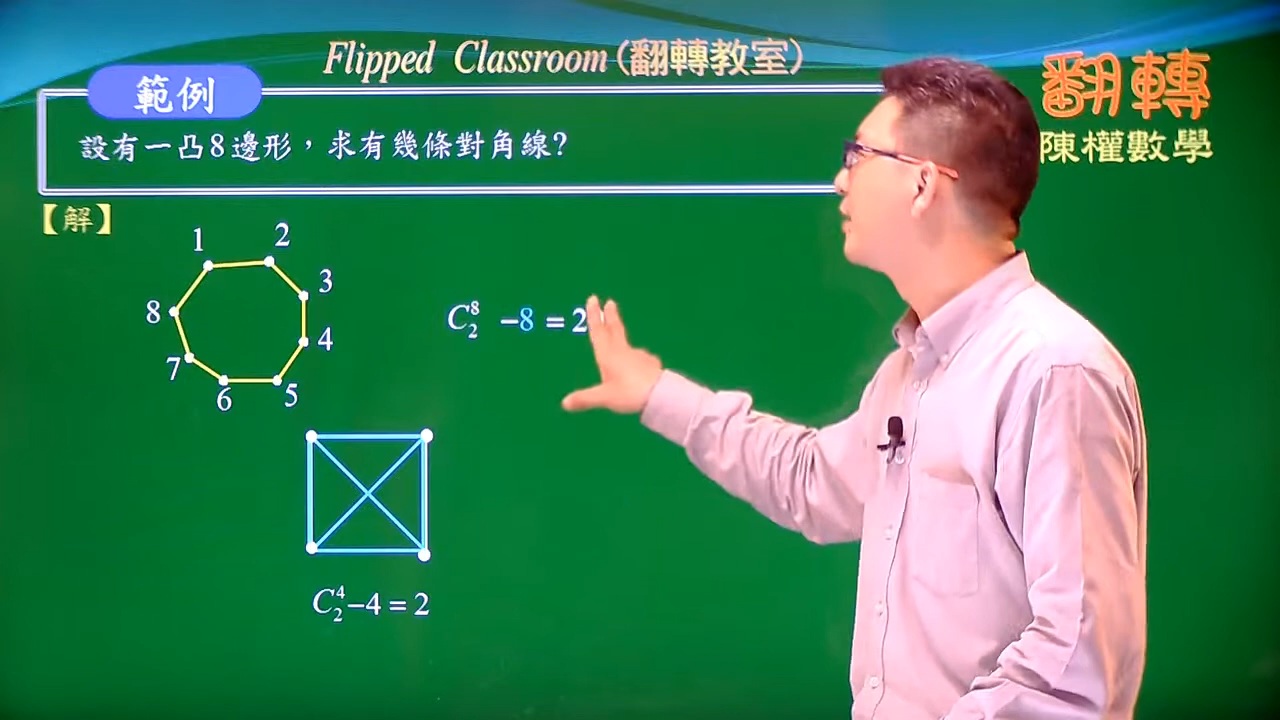 Flipped Classroom (翻轉教室)
翻轉
陳權數學
範例
設有一凸8邊形，求有幾條對角線?
【解】
1
2
3
4
5
6
7
8
C₂⁸ −8 = 2
C₂⁴−4 = 2